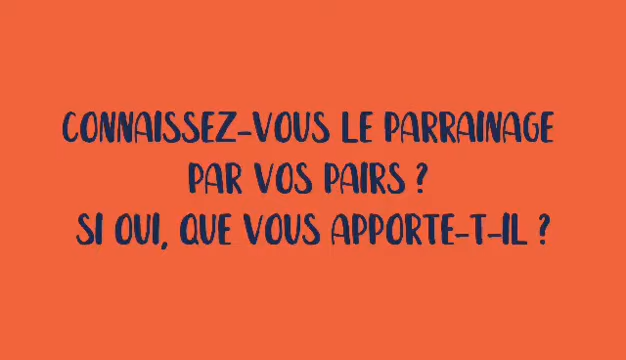 CONNAISSEZ-VOUS LE PARRAINAGE
PAR VOS PAIRS ?
SI OUI, QUE VOUS APPORTE-T-IL ?